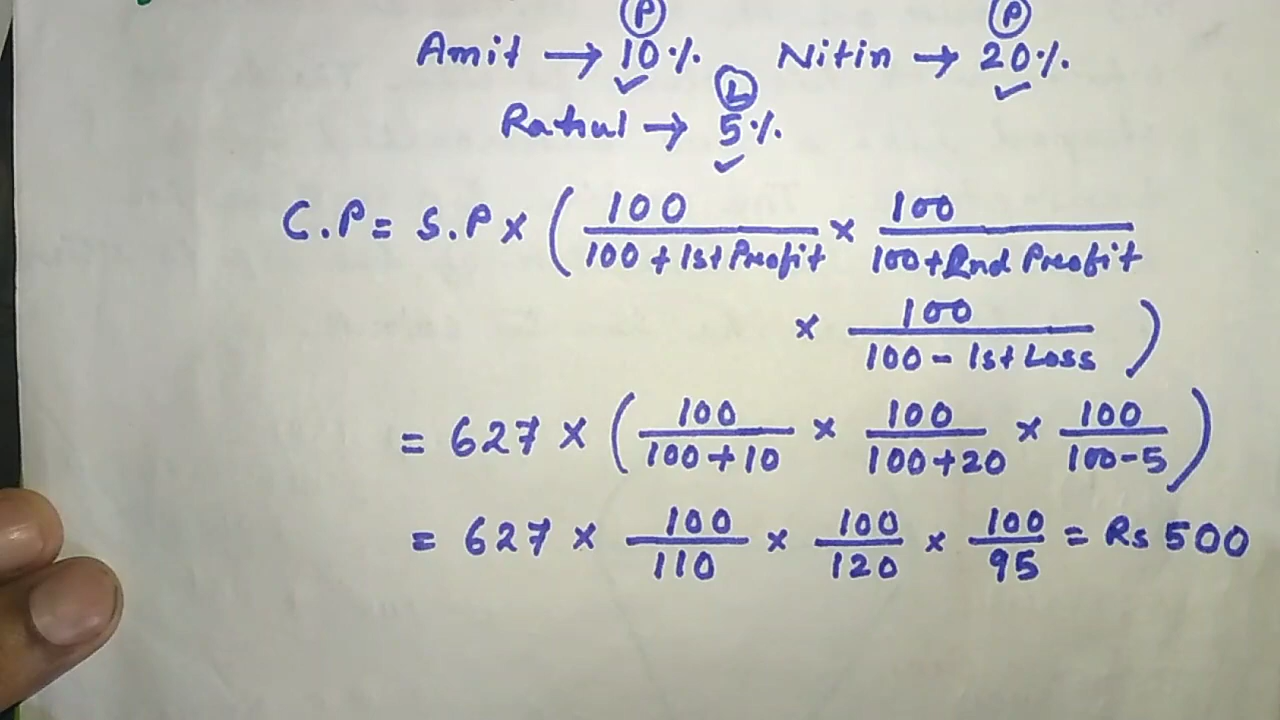 (P) (P)
Amit → 10% Nitin → 20%
(L)
Rahul → 5%
C.P = S.P × ( 100 / 100 + 1st Profit × 100 / 100 + 2nd Profit
× 100 / 100 - 1st Loss )
= 627 × ( 100 / 100 + 10 × 100 / 100 + 20 × 100 / 100 - 5 )
= 627 × 100 / 110 × 100 / 120 × 100 / 95 = Rs 500